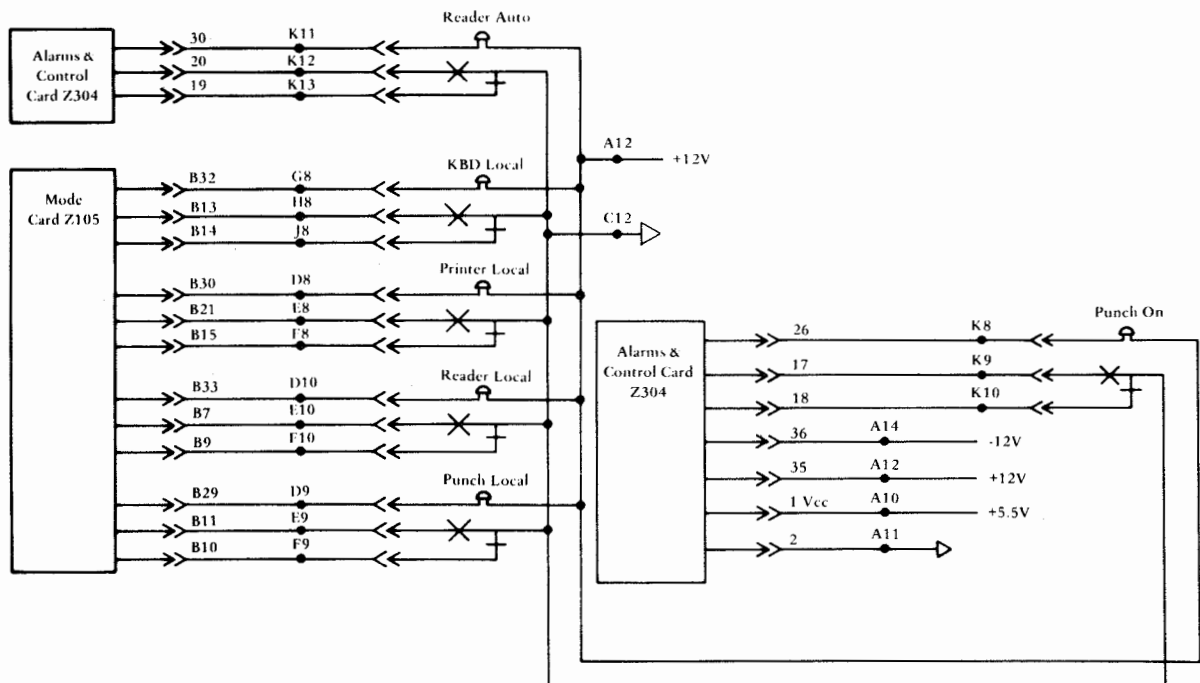 Reader Auto
Alarms &
Control
Card Z304
30 K11
20 K12
19 K13
A12 +12V
C12
Mode
Card Z105
KBD Local
B32 G8
B13 H8
B14 J8
Printer Local
B30 D8
B21 E8
B15 F8
Reader Local
B33 D10
B7 E10
B9 F10
Punch Local
B29 D9
B11 E9
B10 F9
Alarms &
Control Card
Z304
Punch On
26 K8
17 K9
18 K10
36 A14 -12V
35 A12 +12V
1 Vcc A10 +5.5V
2 A11